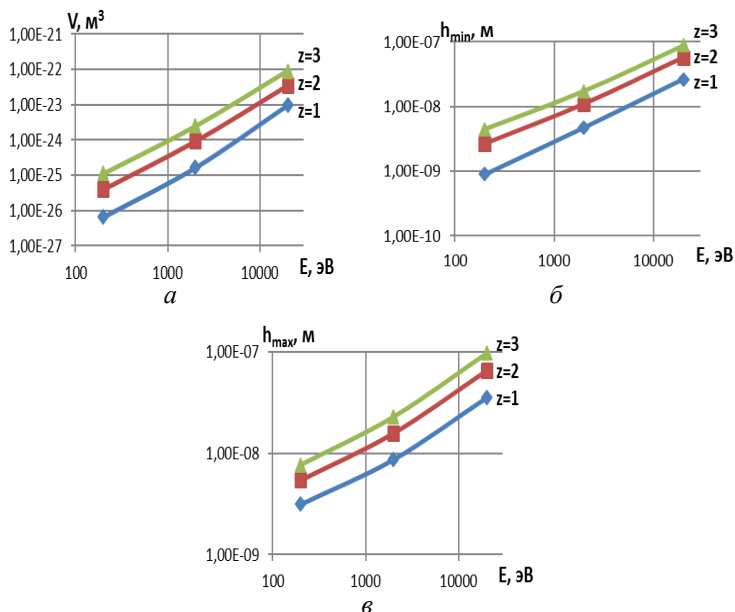 V, м³
1,00E-21
1,00E-22
1,00E-23
1,00E-24
1,00E-25
1,00E-26
1,00E-27
z=3
z=2
z=1
100
1000
10000
E, эВ
а
hmin, м
1,00E-07
1,00E-08
1,00E-09
1,00E-10
z=3
z=2
z=1
100
1000
10000
E, эВ
б
hmax, м
1,00E-07
1,00E-08
1,00E-09
z=3
z=2
z=1
100
1000
10000
E, эВ
в